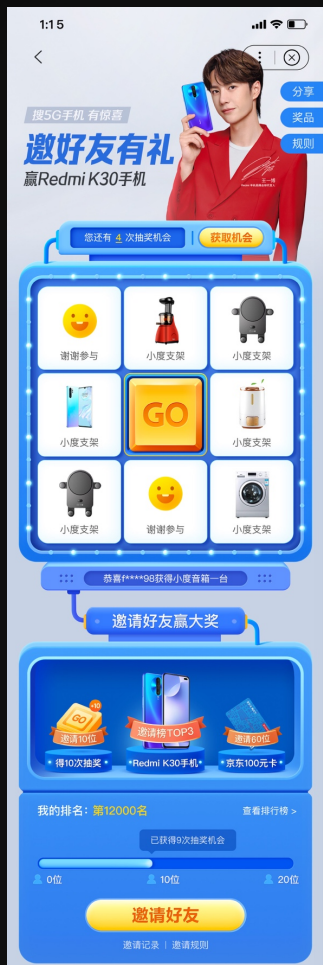 1:15
分享
搜5G手机 有惊喜
奖品
邀好友有礼
规则
赢Redmi K30手机
王一博
您还有 4 次抽奖机会
获取机会
谢谢参与
小度支架
小度支架
小度支架
GO
小度支架
小度支架
谢谢参与
小度支架
恭喜f****98获得小度音箱一台
邀请好友赢大奖
+10
GO
邀请10位
邀请榜TOP3
邀请60位
得10次抽奖
Redmi K30手机
京东100元卡
我的排名：第12000名
查看排行榜 >
已获得9次抽奖机会
0位
10位
20位
邀请好友
邀请记录 | 邀请规则